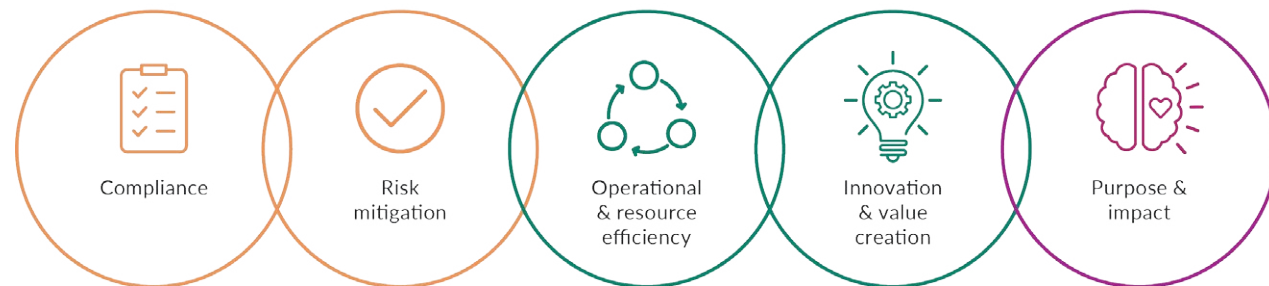 Compliance
Risk
mitigation
Operational
& resource
efficiency
Innovation
& value
creation
Purpose &
impact